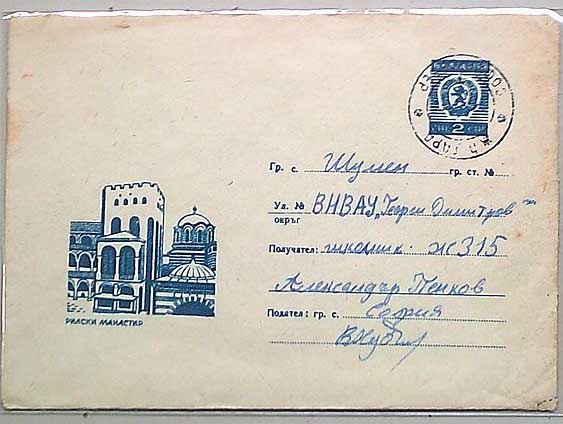 2
Гр. с. Шумен гр. ст. №
Ул. № ВНВАУ „Георги Димитров"
окръг
Получател: школник ж315
Александър Пенков
Подател: гр. с. София
РИЛСКИ МАНАСТИР